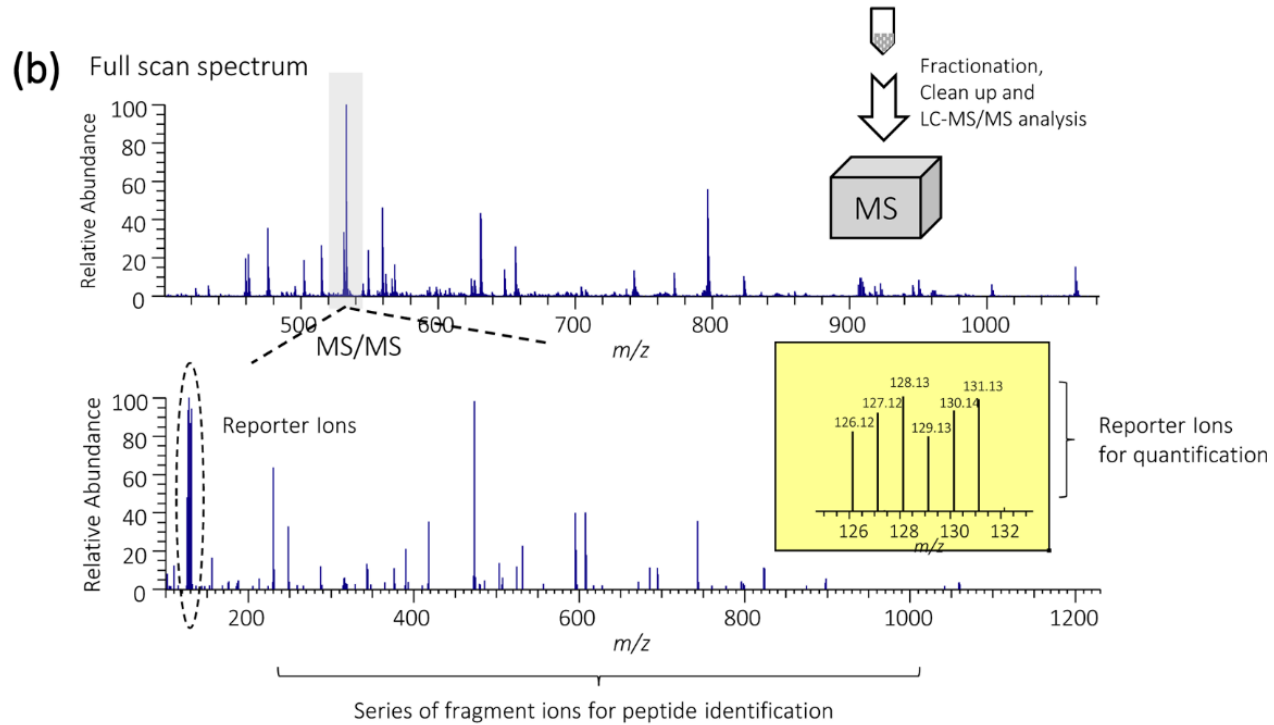 (b) Full scan spectrum
Fractionation,
Clean up and
LC-MS/MS analysis
MS
Relative Abundance
100
80
60
40
20
0
500 600 700 800 900 1000
m/z
MS/MS
Relative Abundance
100
80
60
40
20
0
Reporter Ions
200 400 600 800 1000 1200
m/z
126.12
127.12
128.13
129.13
130.14
131.13
126 128 130 132
m/z
Reporter Ions
for quantification
Series of fragment ions for peptide identification